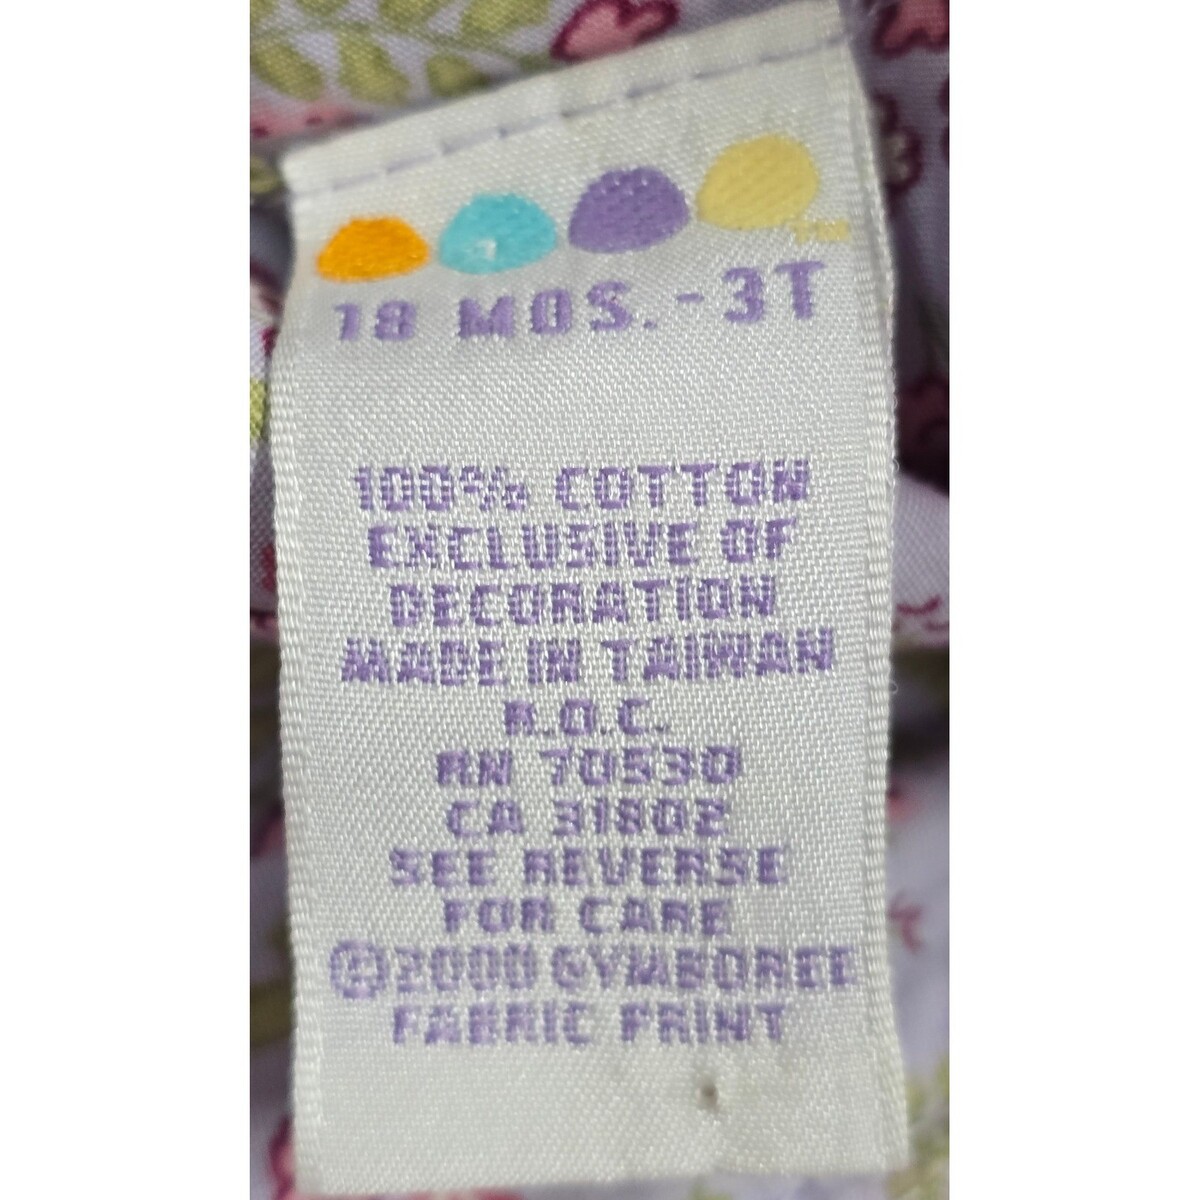 TM
18 MOS. - 3T
100% COTTON
EXCLUSIVE OF
DECORATION
MADE IN TAIWAN
R.O.C.
RN 70530
CA 31802
SEE REVERSE
FOR CARE
©2000 GYMBOREE
FABRIC PRINT